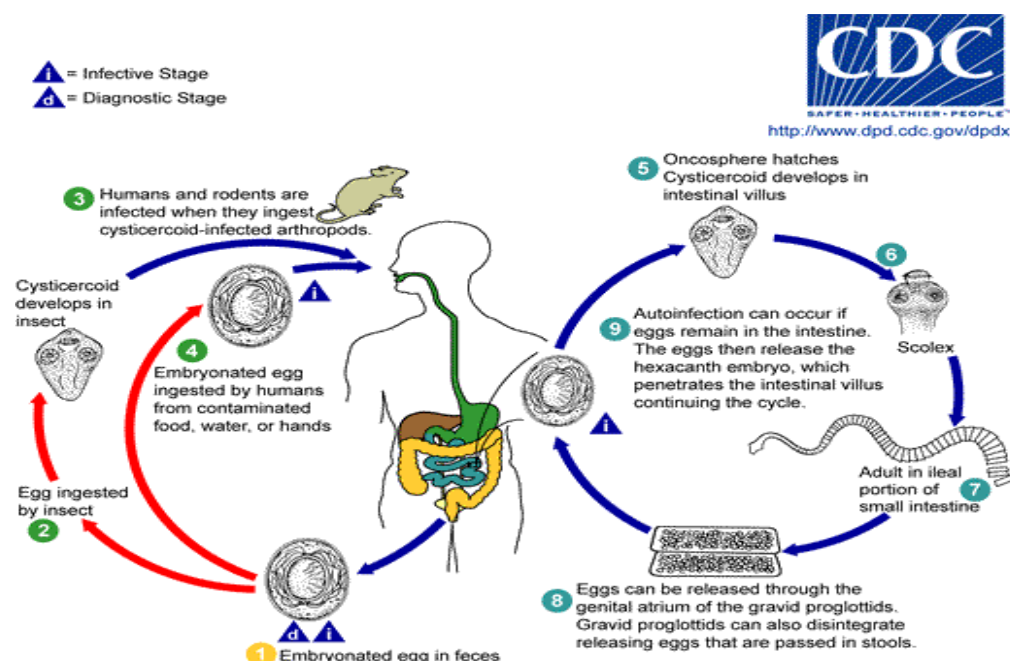 CDC
SAFER•HEALTHIER•PEOPLE™
http://www.dpd.cdc.gov/dpdx
i = Infective Stage
d = Diagnostic Stage
3 Humans and rodents are
infected when they ingest
cysticercoid-infected arthropods.
Cysticercoid
develops in
insect
i
4
Embryonated egg
ingested by humans
from contaminated
food, water, or hands
Egg ingested
by insect
2
d i
1 Embryonated egg in feces
5 Oncosphere hatches
Cysticercoid develops in
intestinal villus
6
Scolex
9 Autoinfection can occur if
eggs remain in the intestine.
The eggs then release the
hexacanth embryo, which
penetrates the intestinal villus
continuing the cycle.
i
Adult in ileal
portion of 7
small intestine
8 Eggs can be released through the
genital atrium of the gravid proglottids.
Gravid proglottids can also disintegrate
releasing eggs that are passed in stools.